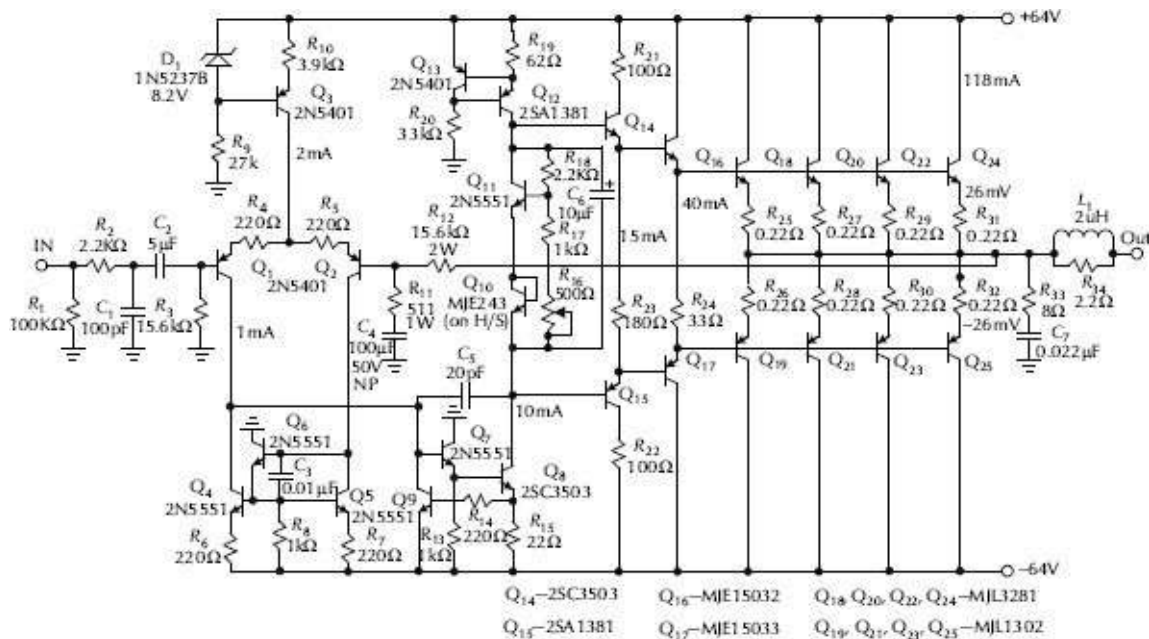 +64V
D₁
1N5237B
8.2V
R₁₀
3.9kΩ
Q₃
2N5401
R₉
27k
2mA
Q₁₃
2N5401
R₁₉
62Ω
Q₁₂
2SA1381
R₂₀
33kΩ
R₂₁
100Ω
118mA
Q₁₄
Q₁₆
Q₁₈
Q₂₀
Q₂₂
Q₂₄
R₁₈
2.2KΩ
C₆
10μF
+
Q₁₁
2N5551
R₁₇
1kΩ
15mA
40mA
26mV
R₄
220Ω
R₅
220Ω
R₁₂
15.6kΩ
2W
R₂₅
0.22Ω
R₂₇
0.22Ω
R₂₉
0.22Ω
R₃₁
0.22Ω
L₁
2uH
Out
IN
R₂
2.2KΩ
C₂
5μF
Q₁
Q₂
2N5401
R₁
100KΩ
C₁
100pF
R₃
15.6kΩ
1mA
R₁₁
511
1W
C₄
100μF
50V
NP
Q₁₀
MJE243
(on H/S)
R₁₆
500Ω
R₂₃
180Ω
R₂₄
33Ω
R₂₆
0.22Ω
R₂₈
0.22Ω
R₃₀
0.22Ω
R₃₂
0.22Ω
−26mV
R₃₃
8Ω
R₃₄
2.2Ω
C₇
0.022μF
C₅
20pF
10mA
Q₁₅
Q₁₇
Q₁₉
Q₂₁
Q₂₃
Q₂₅
Q₆
2N5551
C₃
0.01μF
Q₇
2N5551
Q₈
2SC3503
R₂₂
100Ω
Q₄
2N5551
Q5
2N5551
Q9
R₆
220Ω
R₈
1kΩ
R₇
220Ω
R₁₃
1kΩ
R₁₄
220Ω
R₁₅
22Ω
−64V
Q₁₄–2SC3503
Q₁₆–MJE15032
Q₁₈, Q₂₀, Q₂₂, Q₂₄–MJL3281
Q₁₅–2SA1381
Q₁₇–MJE15033
Q₁₉, Q₂₁, Q₂₃, Q₂₅–MJL1302